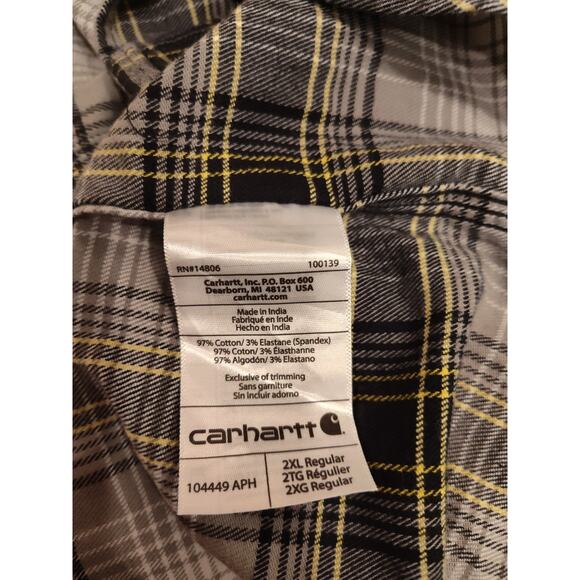 RN#14806 100139
Carhartt, Inc. P.O. Box 600
Dearborn, MI 48121 USA
carhartt.com
Made in India
Fabriqué en Inde
Hecho en India
97% Cotton/ 3% Elastane (Spandex)
97% Coton/ 3% Élasthanne
97% Algodón/ 3% Elastano
Exclusive of trimming
Sans garniture
Sin incluir adorno
carhartt
104449 APH
2XL Regular
2TG Régulier
2XG Regular